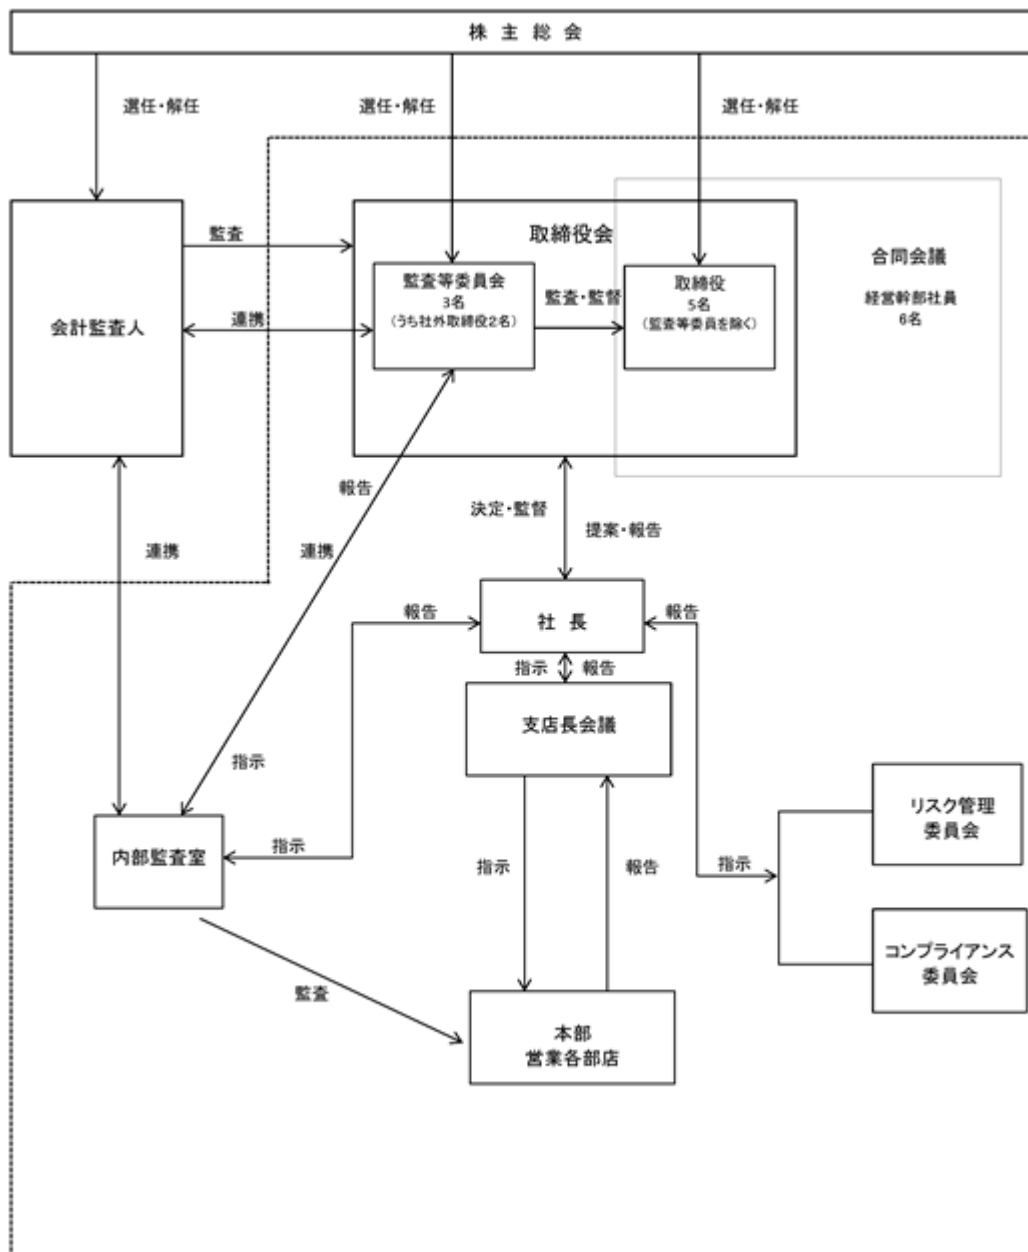 株 主 総 会
選任・解任
選任・解任
選任・解任
取締役会
監査
合同会議
経営幹部社員
6名
監査等委員会
3名
（うち社外取締役2名）
監査・監督
取締役
5名
（監査等委員を除く）
会計監査人
連携
報告
決定・監督
提案・報告
連携
連携
報告
社 長
報告
指示
報告
支店長会議
指示
リスク管理
委員会
指示
内部監査室
指示
報告
指示
コンプライアンス
委員会
監査
本部
営業各部店